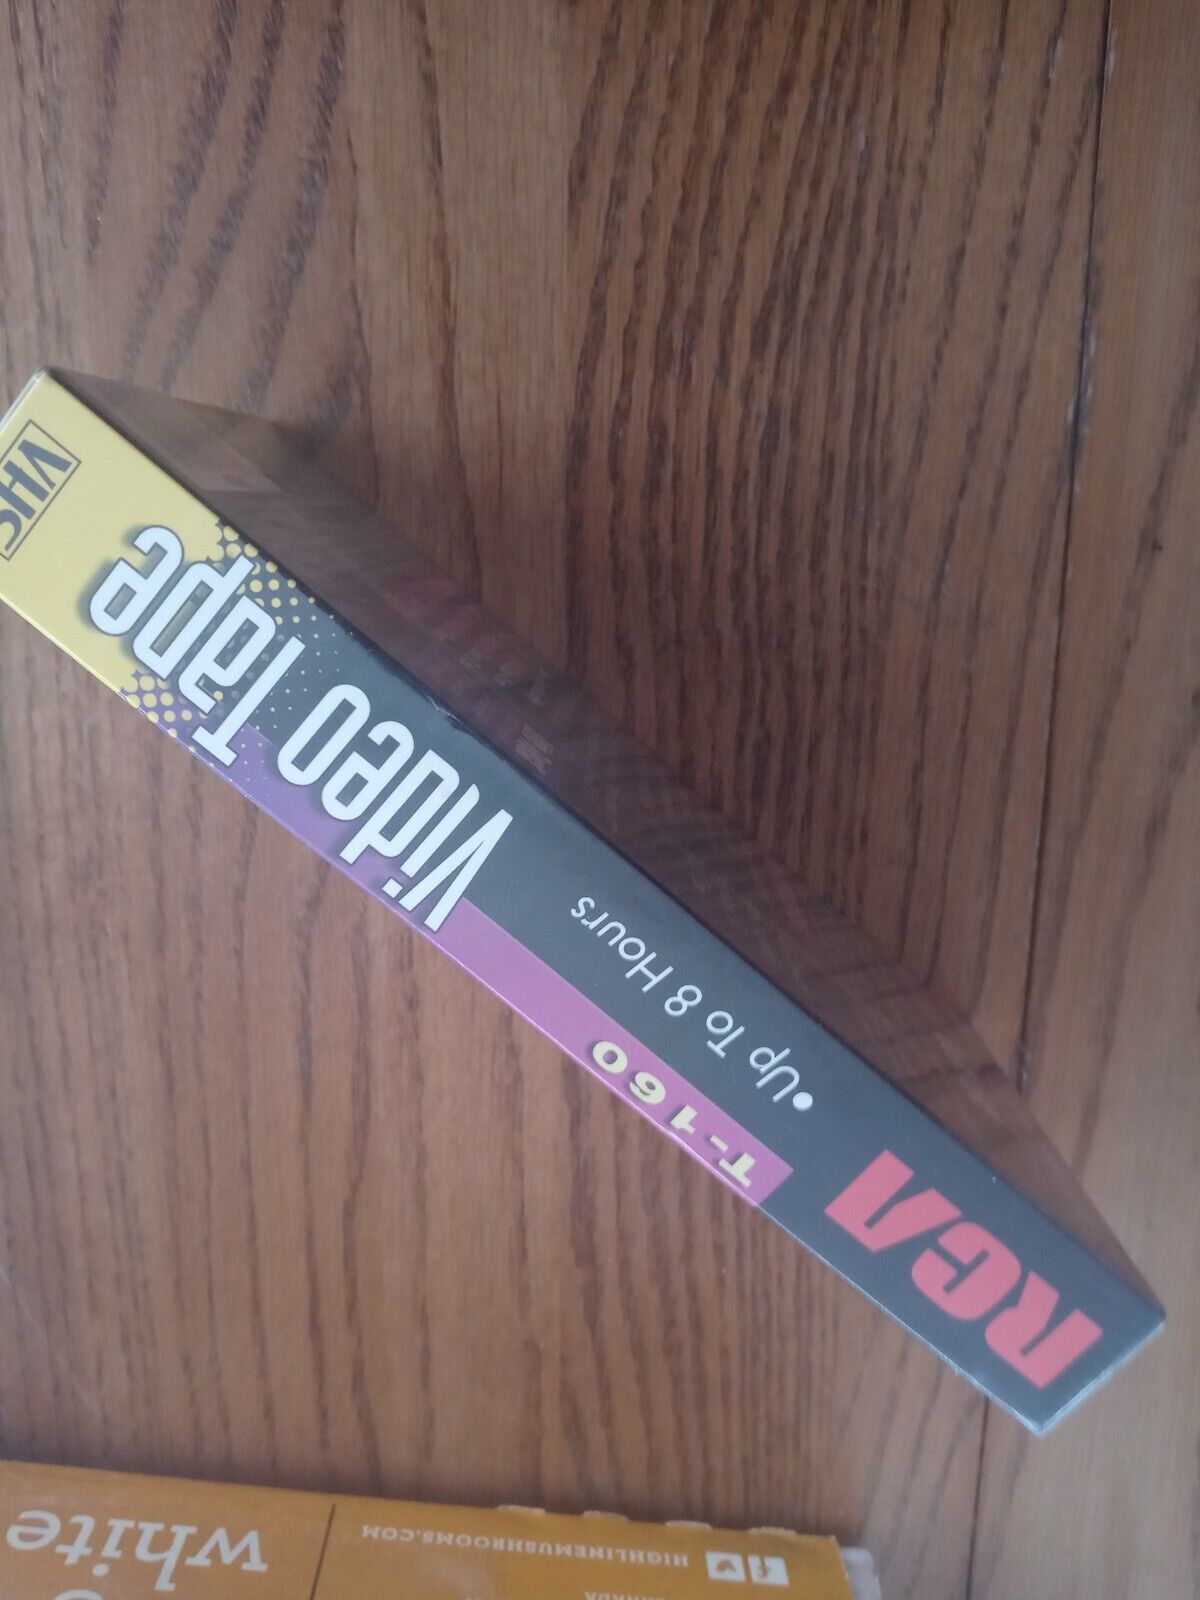 RCA
• Up To 8 Hours
T-160
Video Tape
VHS
white
HIGHLINEMUSHROOMS.COM